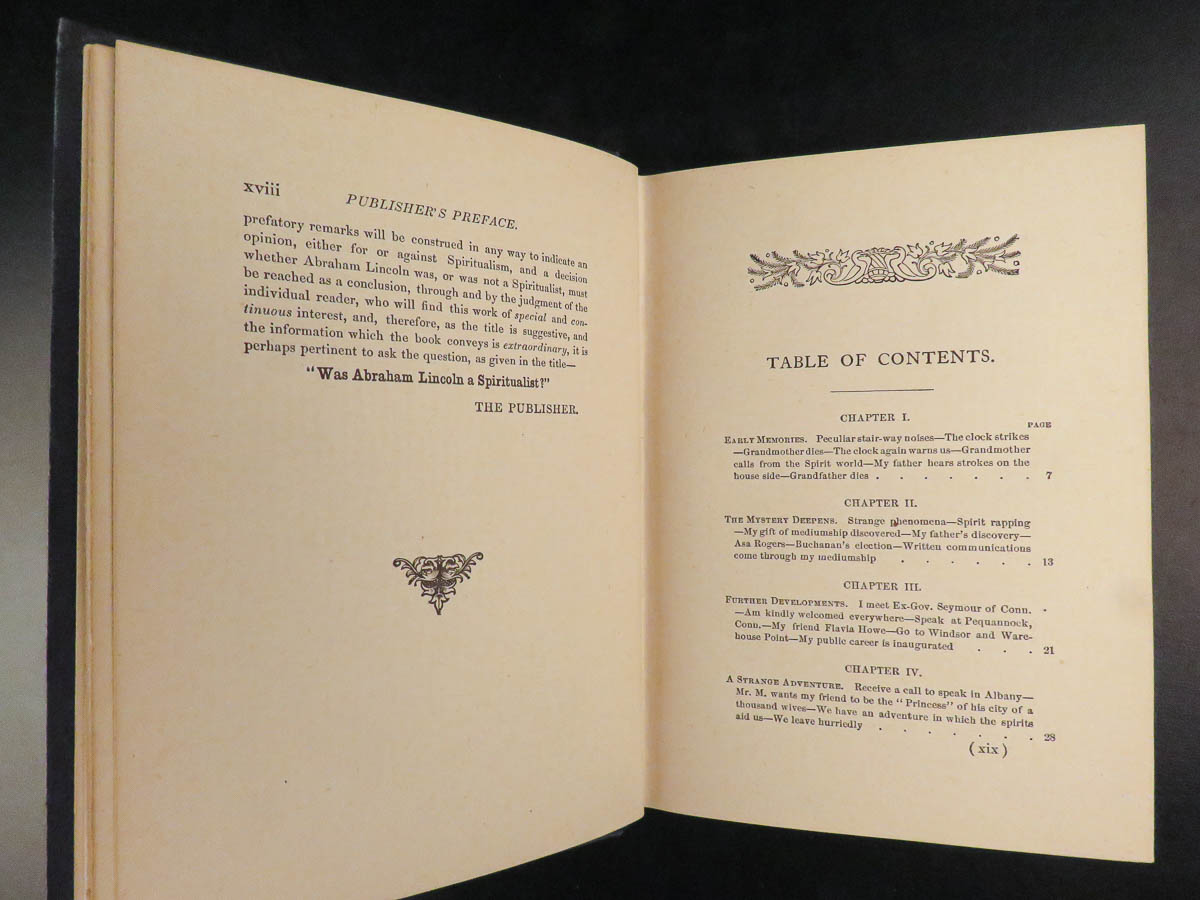 xviii
PUBLISHER'S PREFACE.
prefatory remarks will be construed in any way to indicate an
opinion, either for or against Spiritualism, and a decision
whether Abraham Lincoln was, or was not a Spiritualist, must
be reached as a conclusion, through and by the judgment of the
individual reader, who will find this work of special and con-
tinuous interest, and, therefore, as the title is suggestive, and
the information which the book conveys is extraordinary, it is
perhaps pertinent to ask the question, as given in the title—
"Was Abraham Lincoln a Spiritualist?"
THE PUBLISHER.
TABLE OF CONTENTS.
CHAPTER I.
PAGE
EARLY MEMORIES. Peculiar stair-way noises—The clock strikes
—Grandmother dies—The clock again warns us—Grandmother
calls from the Spirit world—My father hears strokes on the
house side—Grandfather dies . . . . . . . 7
CHAPTER II.
THE MYSTERY DEEPENS. Strange phenomena—Spirit rapping
—My gift of mediumship discovered—My father's discovery—
Asa Rogers—Buchanan's election—Written communications
come through my mediumship . . . . . . 13
CHAPTER III.
FURTHER DEVELOPMENTS. I meet Ex-Gov. Seymour of Conn.
—Am kindly welcomed everywhere—Speak at Pequannock,
Conn.—My friend Flavia Howe—Go to Windsor and Ware-
house Point—My public career is inaugurated . . . 21
CHAPTER IV.
A STRANGE ADVENTURE. Receive a call to speak in Albany—
Mr. M. wants my friend to be the "Princess" of his city of a
thousand wives—We have an adventure in which the spirits
aid us—We leave hurriedly . . . . . . . 28
(xix)